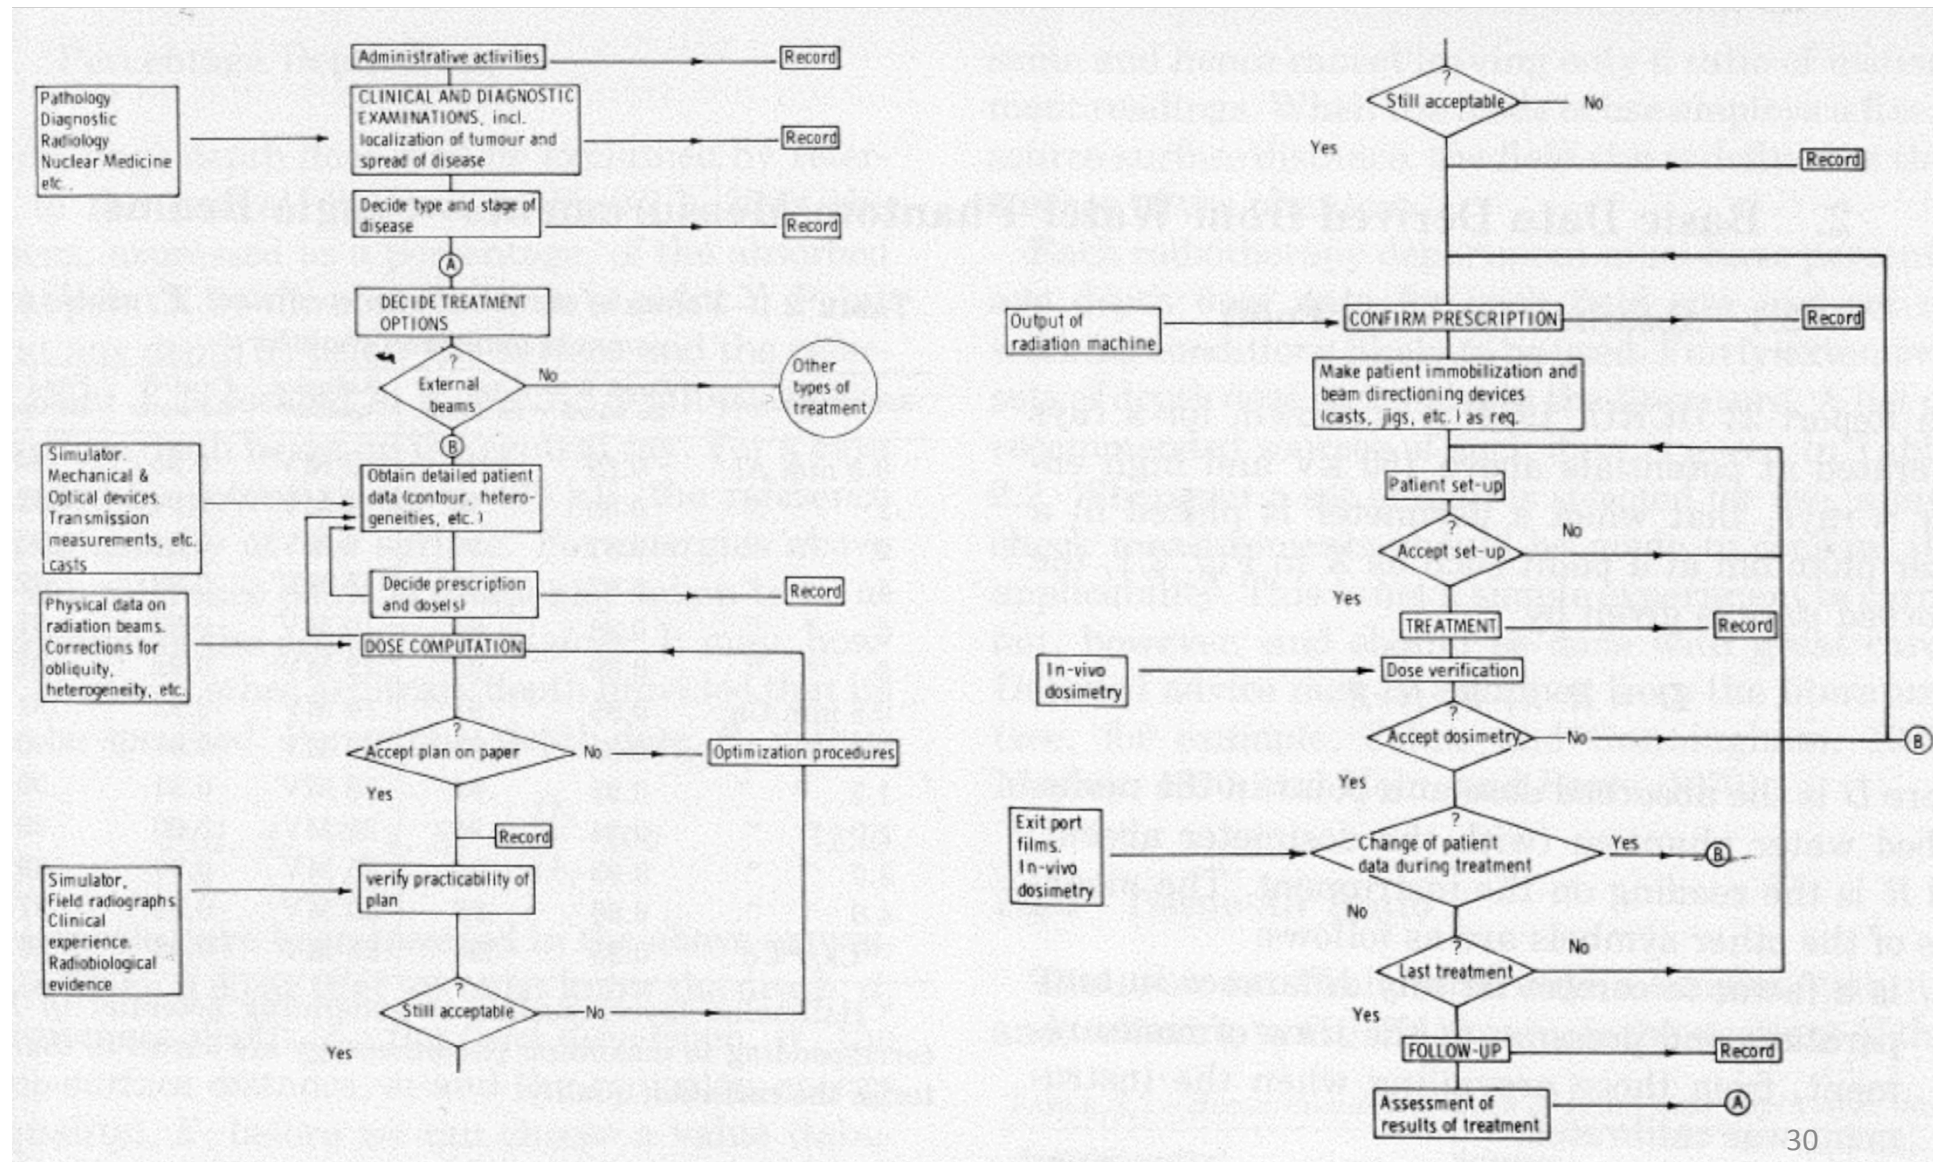 Administrative activities
Record
Pathology
Diagnostic
Radiology
Nuclear Medicine
etc.,
CLINICAL AND DIAGNOSTIC
EXAMINATIONS, incl.
localization of tumour and
spread of disease
Record
Decide type and stage of
disease
Record
A
DECIDE TREATMENT
OPTIONS
?
External
beams
No
Other
types of
treatment
B
Simulator.
Mechanical &
Optical devices.
Transmission
measurements, etc.
casts
Obtain detailed patient
data (contour, hetero-
geneities, etc.)
Decide prescription
and dose(s)
Record
Physical data on
radiation beams.
Corrections for
obliquity,
heterogeneity, etc.
DOSE COMPUTATION
?
Accept plan on paper
No
Optimization procedures
Yes
Record
Simulator,
Field radiographs
Clinical
experience.
Radiobiological
evidence
verify practicability of
plan
?
Still acceptable
No
Yes
?
Still acceptable
No
Yes
Record
Output of
radiation machine
CONFIRM PRESCRIPTION
Record
Make patient immobilization and
beam directioning devices
(casts, jigs, etc.) as req.
Patient set-up
?
Accept set-up
No
Yes
TREATMENT
Record
In-vivo
dosimetry
Dose verification
?
Accept dosimetry
No
B
Yes
Exit port
films.
In-vivo
dosimetry
?
Change of patient
data during treatment
Yes
B
No
?
Last treatment
No
Yes
FOLLOW-UP
Record
Assessment of
results of treatment
A
30